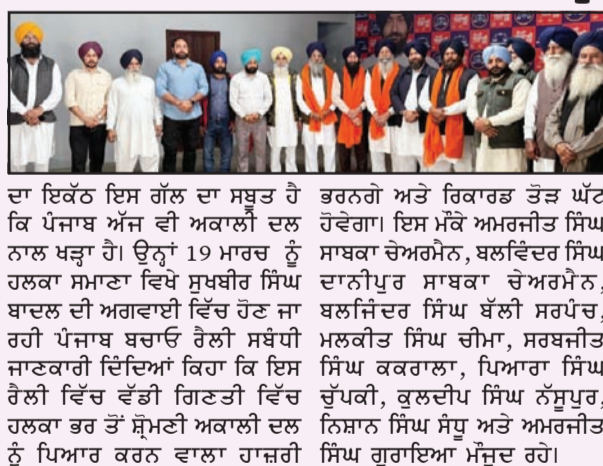 ਦਾ ਇਕੱਠ ਇਸ ਗੱਲ ਦਾ ਸਬੂਤ ਹੈ
ਕਿ ਪੰਜਾਬ ਅੱਜ ਵੀ ਅਕਾਲੀ ਦਲ
ਨਾਲ ਖੜ੍ਹਾ ਹੈ। ਉਨ੍ਹਾਂ 19 ਮਾਰਚ ਨੂੰ
ਹਲਕਾ ਸਮਾਣਾ ਵਿਖੇ ਸੁਖਬੀਰ ਸਿੰਘ
ਬਾਦਲ ਦੀ ਅਗਵਾਈ ਵਿੱਚ ਹੋਣ ਜਾ
ਰਹੀ ਪੰਜਾਬ ਬਚਾਓ ਰੈਲੀ ਸਬੰਧੀ
ਜਾਣਕਾਰੀ ਦਿੰਦਿਆਂ ਕਿਹਾ ਕਿ ਇਸ
ਰੈਲੀ ਵਿੱਚ ਵੱਡੀ ਗਿਣਤੀ ਵਿੱਚ
ਹਲਕਾ ਭਰ ਤੋਂ ਸ਼੍ਰੋਮਣੀ ਅਕਾਲੀ ਦਲ
ਨੂੰ ਪਿਆਰ ਕਰਨ ਵਾਲਾ ਹਾਜ਼ਰੀ
ਭਰਨਗੇ ਅਤੇ ਰਿਕਾਰਡ ਤੋੜ ਘੱਟ
ਹੋਵੇਗਾ। ਇਸ ਮੌਕੇ ਅਮਰਜੀਤ ਸਿੰਘ
ਸਾਬਕਾ ਚੇਅਰਮੈਨ, ਬਲਵਿੰਦਰ ਸਿੰਘ
ਦਾਨੀਪੁਰ ਸਾਬਕਾ ਚੇਅਰਮੈਨ,
ਬਲਜਿੰਦਰ ਸਿੰਘ ਬੱਲੀ ਸਰਪੰਚ,
ਮਲਕੀਤ ਸਿੰਘ ਚੀਮਾ, ਸਰਬਜੀਤ
ਸਿੰਘ ਕਕਰਾਲਾ, ਪਿਆਰਾ ਸਿੰਘ
ਚੁੱਪਕੀ, ਕੁਲਦੀਪ ਸਿੰਘ ਨੱਸੂਪੁਰ,
ਨਿਸ਼ਾਨ ਸਿੰਘ ਸੰਧੂ ਅਤੇ ਅਮਰਜੀਤ
ਸਿੰਘ ਗੁਰਾਇਆ ਮੌਜੂਦ ਰਹੇ।